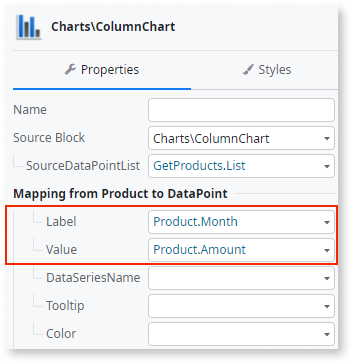 Charts\ColumnChart
Properties
Styles
Name
Source Block Charts\ColumnChart
SourceDataPointList GetProducts.List
Mapping from Product to DataPoint
Label Product.Month
Value Product.Amount
DataSeriesName
Tooltip
Color